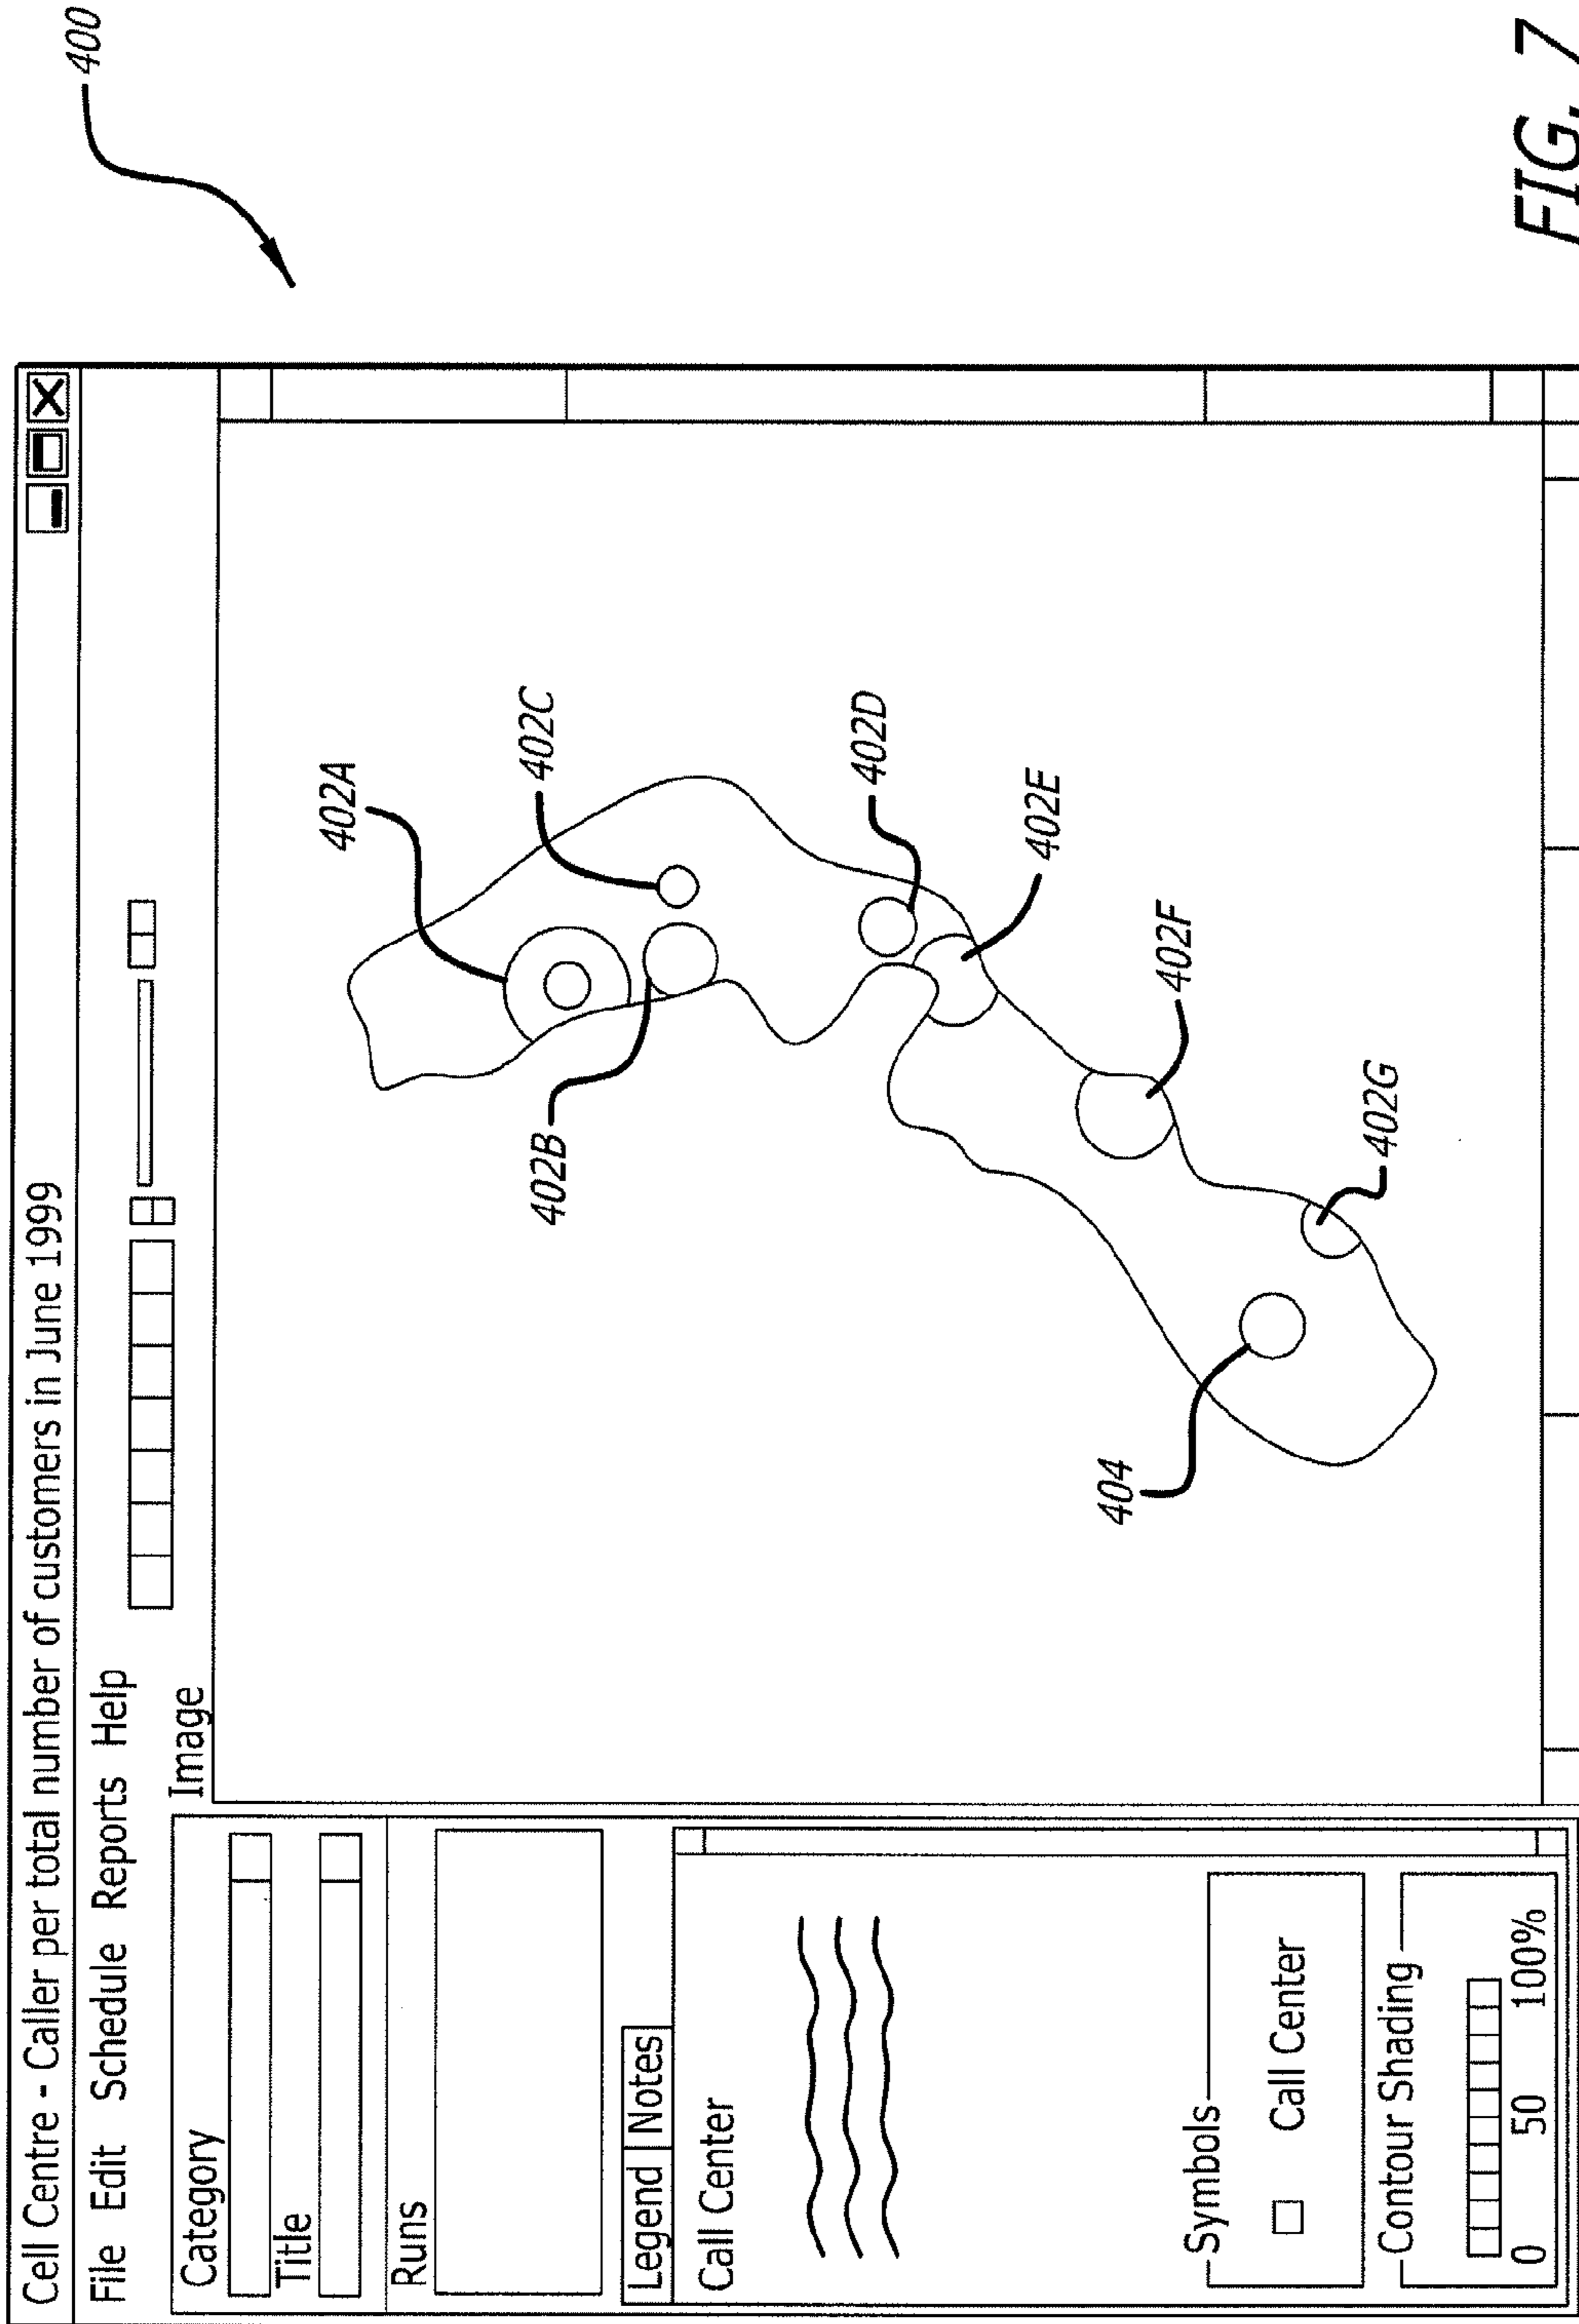 Cell Centre - Caller per total number of customers in June 1999
File Edit Schedule Reports Help
Category
Title
Runs
Legend Notes
Call Center
Symbols
Call Center
Contour Shading
0 50 100%
Image
402A
402B
402C
402D
402E
402F
402G
404
400
FIG. 7